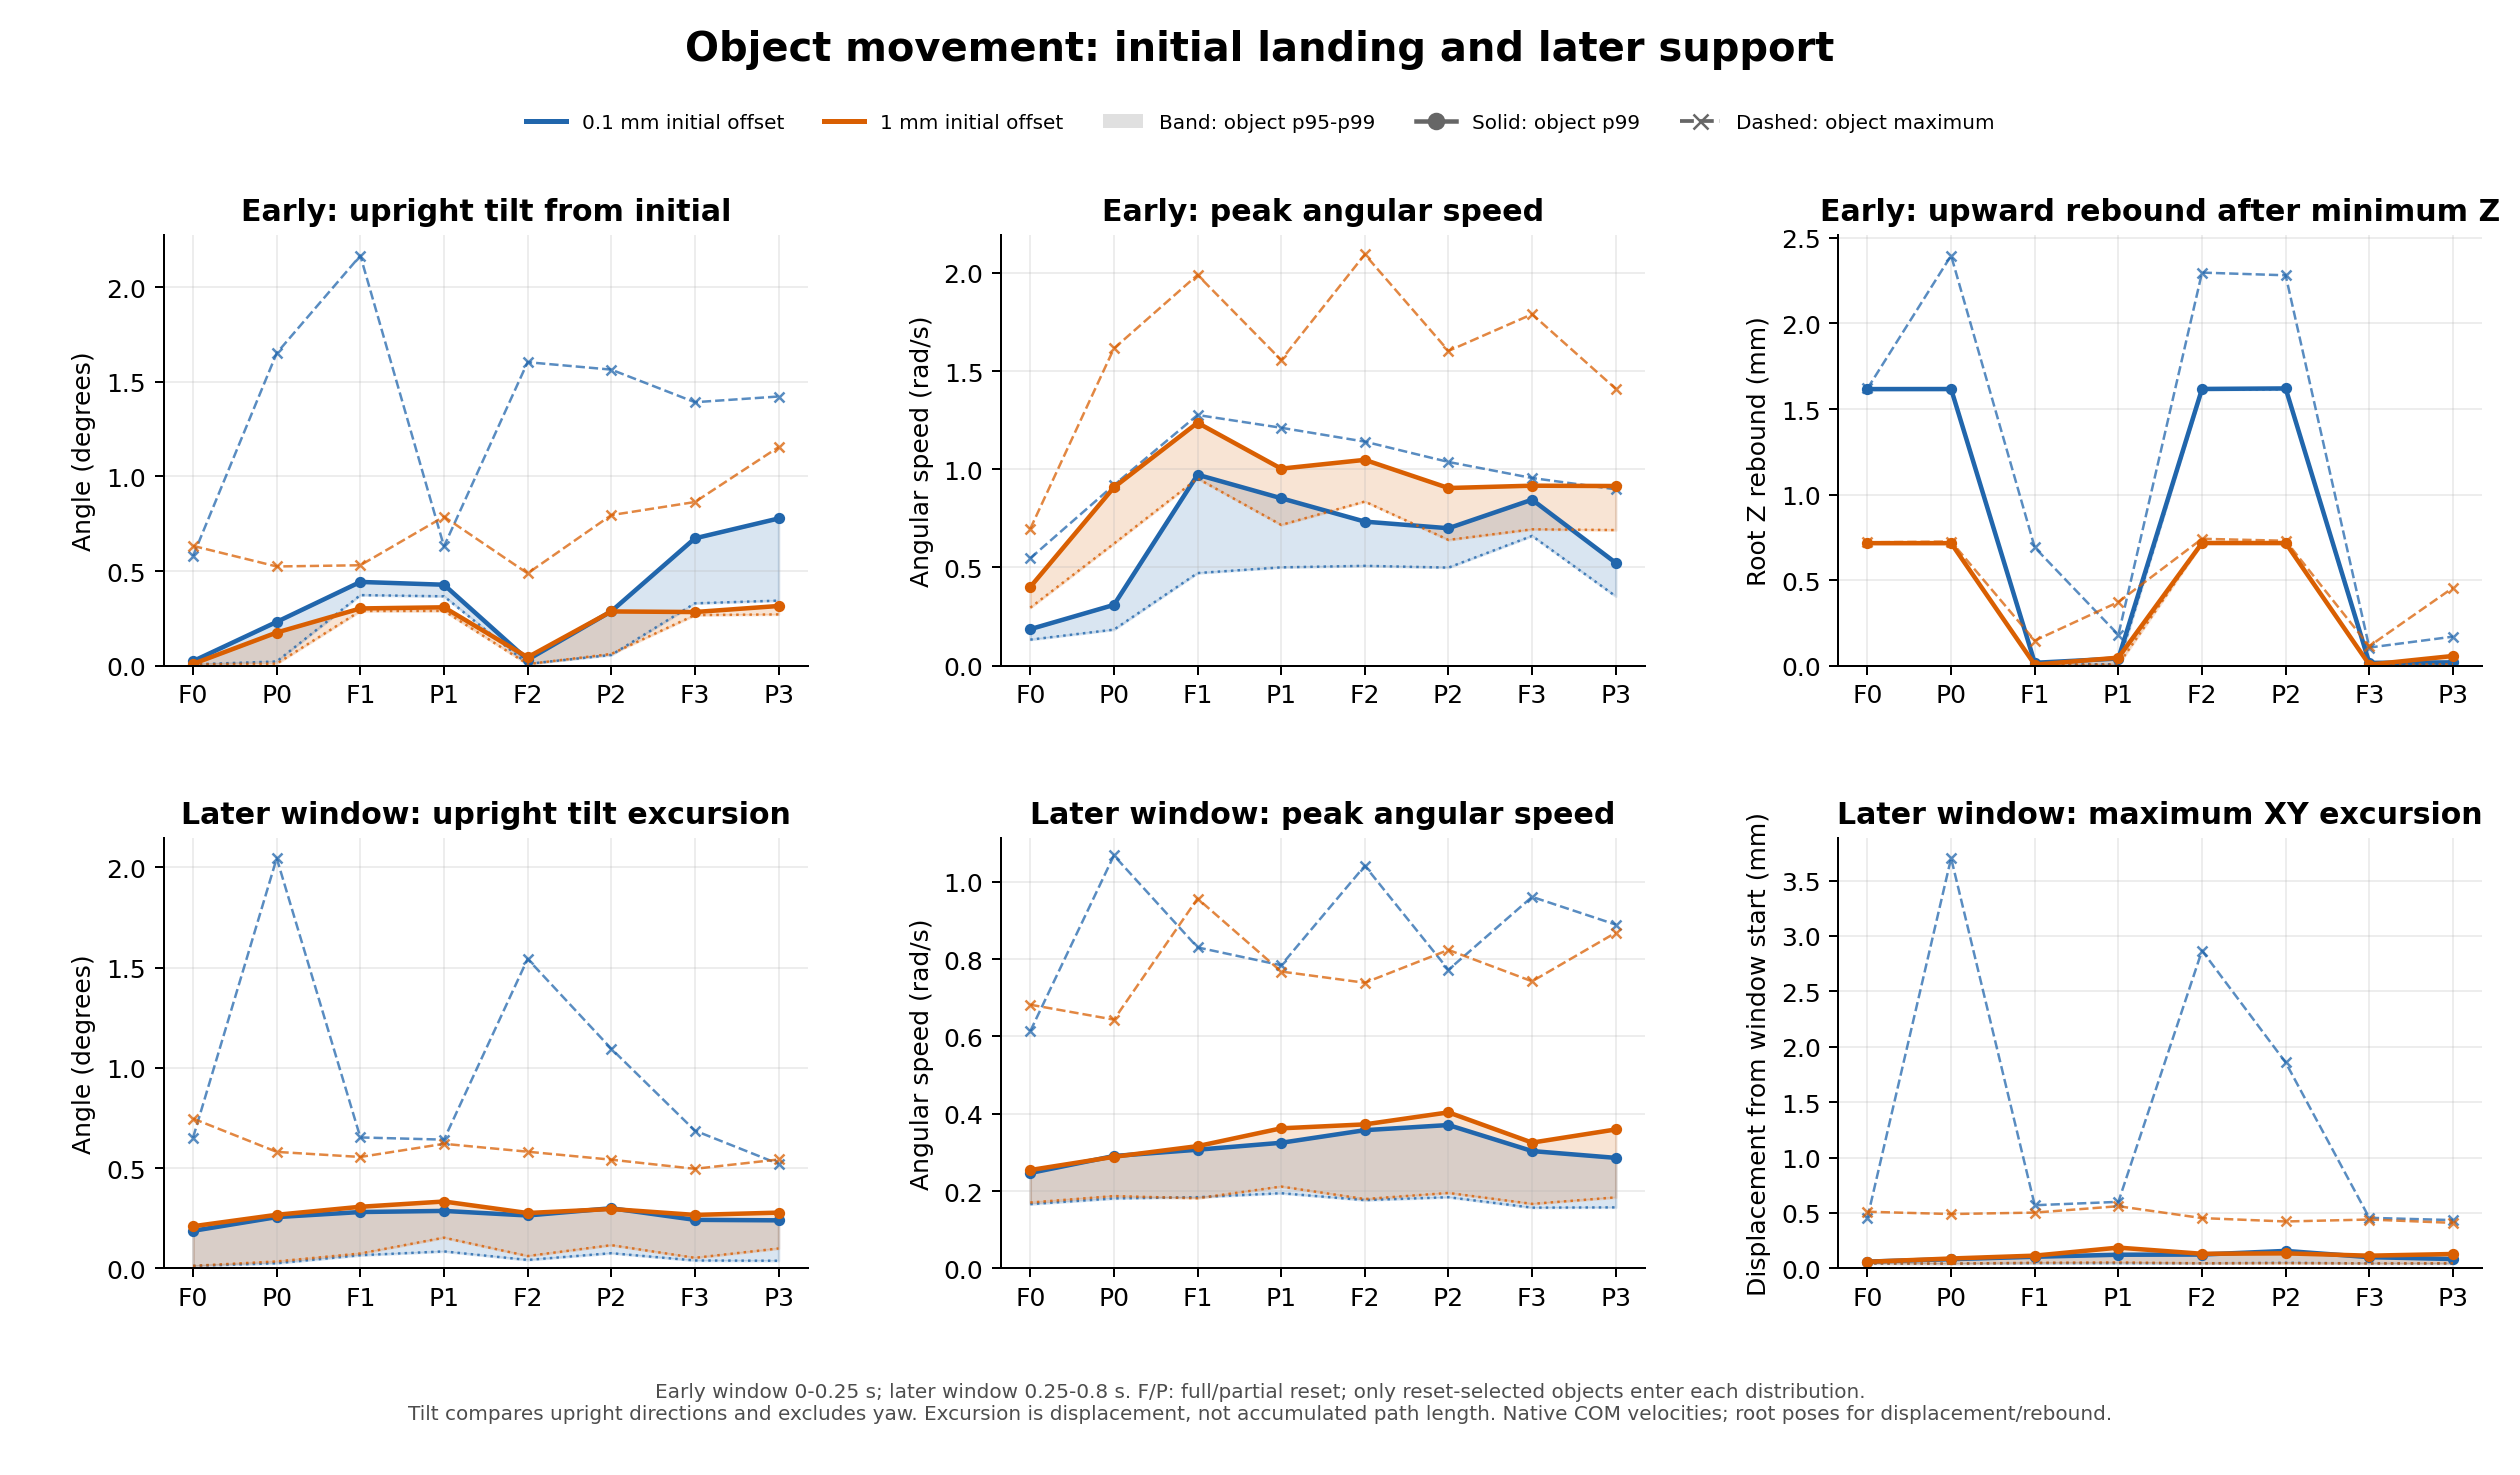 Object movement: initial landing and later support
0.1 mm initial offset
1 mm initial offset
Band: object p95-p99
Solid: object p99
Dashed: object maximum
Early: upright tilt from initial
Angle (degrees)
2.0
1.5
1.0
0.5
0.0
F0 P0 F1 P1 F2 P2 F3 P3
Early: peak angular speed
Angular speed (rad/s)
2.0
1.5
1.0
0.5
0.0
F0 P0 F1 P1 F2 P2 F3 P3
Early: upward rebound after minimum Z
Root Z rebound (mm)
2.5
2.0
1.5
1.0
0.5
0.0
F0 P0 F1 P1 F2 P2 F3 P3
Later window: upright tilt excursion
Angle (degrees)
2.0
1.5
1.0
0.5
0.0
F0 P0 F1 P1 F2 P2 F3 P3
Later window: peak angular speed
Angular speed (rad/s)
1.0
0.8
0.6
0.4
0.2
0.0
F0 P0 F1 P1 F2 P2 F3 P3
Later window: maximum XY excursion
Displacement from window start (mm)
3.5
3.0
2.5
2.0
1.5
1.0
0.5
0.0
F0 P0 F1 P1 F2 P2 F3 P3
Early window 0-0.25 s; later window 0.25-0.8 s. F/P: full/partial reset; only reset-selected objects enter each distribution.
Tilt compares upright directions and excludes yaw. Excursion is displacement, not accumulated path length. Native COM velocities; root poses for displacement/rebound.